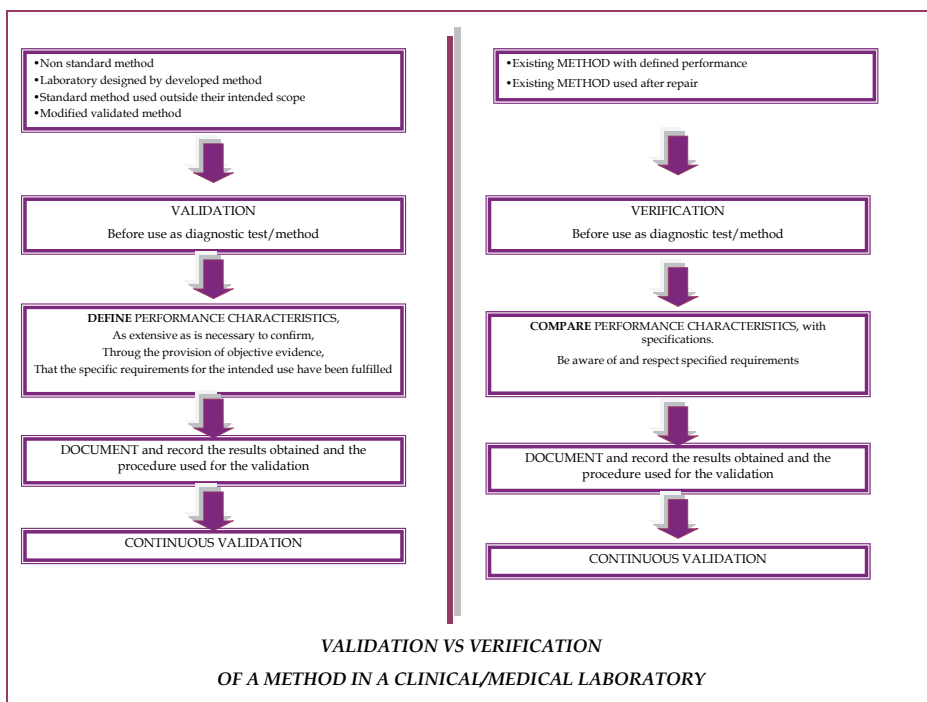 •Non standard method
•Laboratory designed by developed method
•Standard method used outside their intended scope
•Modified validated method
VALIDATION
Before use as diagnostic test/method
DEFINE PERFORMANCE CHARACTERISTICS,
As extensive as is necessary to confirm,
Throug the provision of objective evidence,
That the specific requirements for the intended use have been fulfilled
DOCUMENT and record the results obtained and the
procedure used for the validation
CONTINUOUS VALIDATION
•Existing METHOD with defined performance
•Existing METHOD used after repair
VERIFICATION
Before use as diagnostic test/method
COMPARE PERFORMANCE CHARACTERISTICS, with
specifications.
Be aware of and respect specified requirements
DOCUMENT and record the results obtained and the
procedure used for the validation
CONTINUOUS VALIDATION
VALIDATION VS VERIFICATION
OF A METHOD IN A CLINICAL/MEDICAL LABORATORY